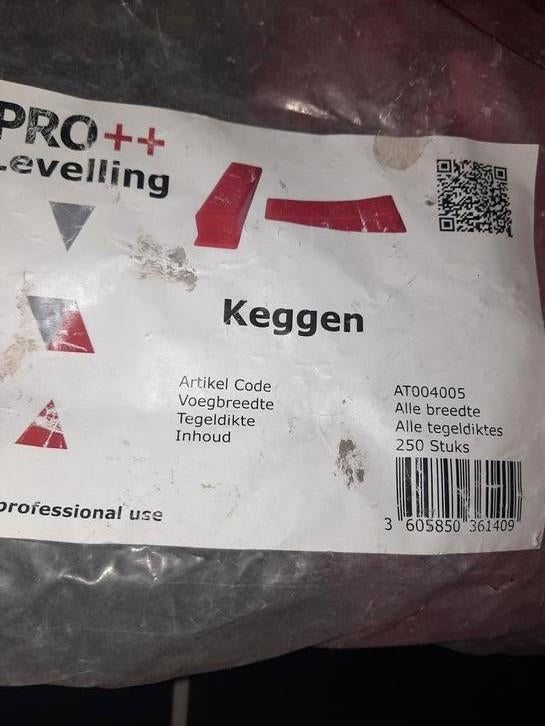 PRO++
Levelling
Keggen
Artikel Code AT004005
Voegbreedte Alle breedte
Tegeldikte Alle tegeldiktes
Inhoud 250 Stuks
professional use
3 605850 361409